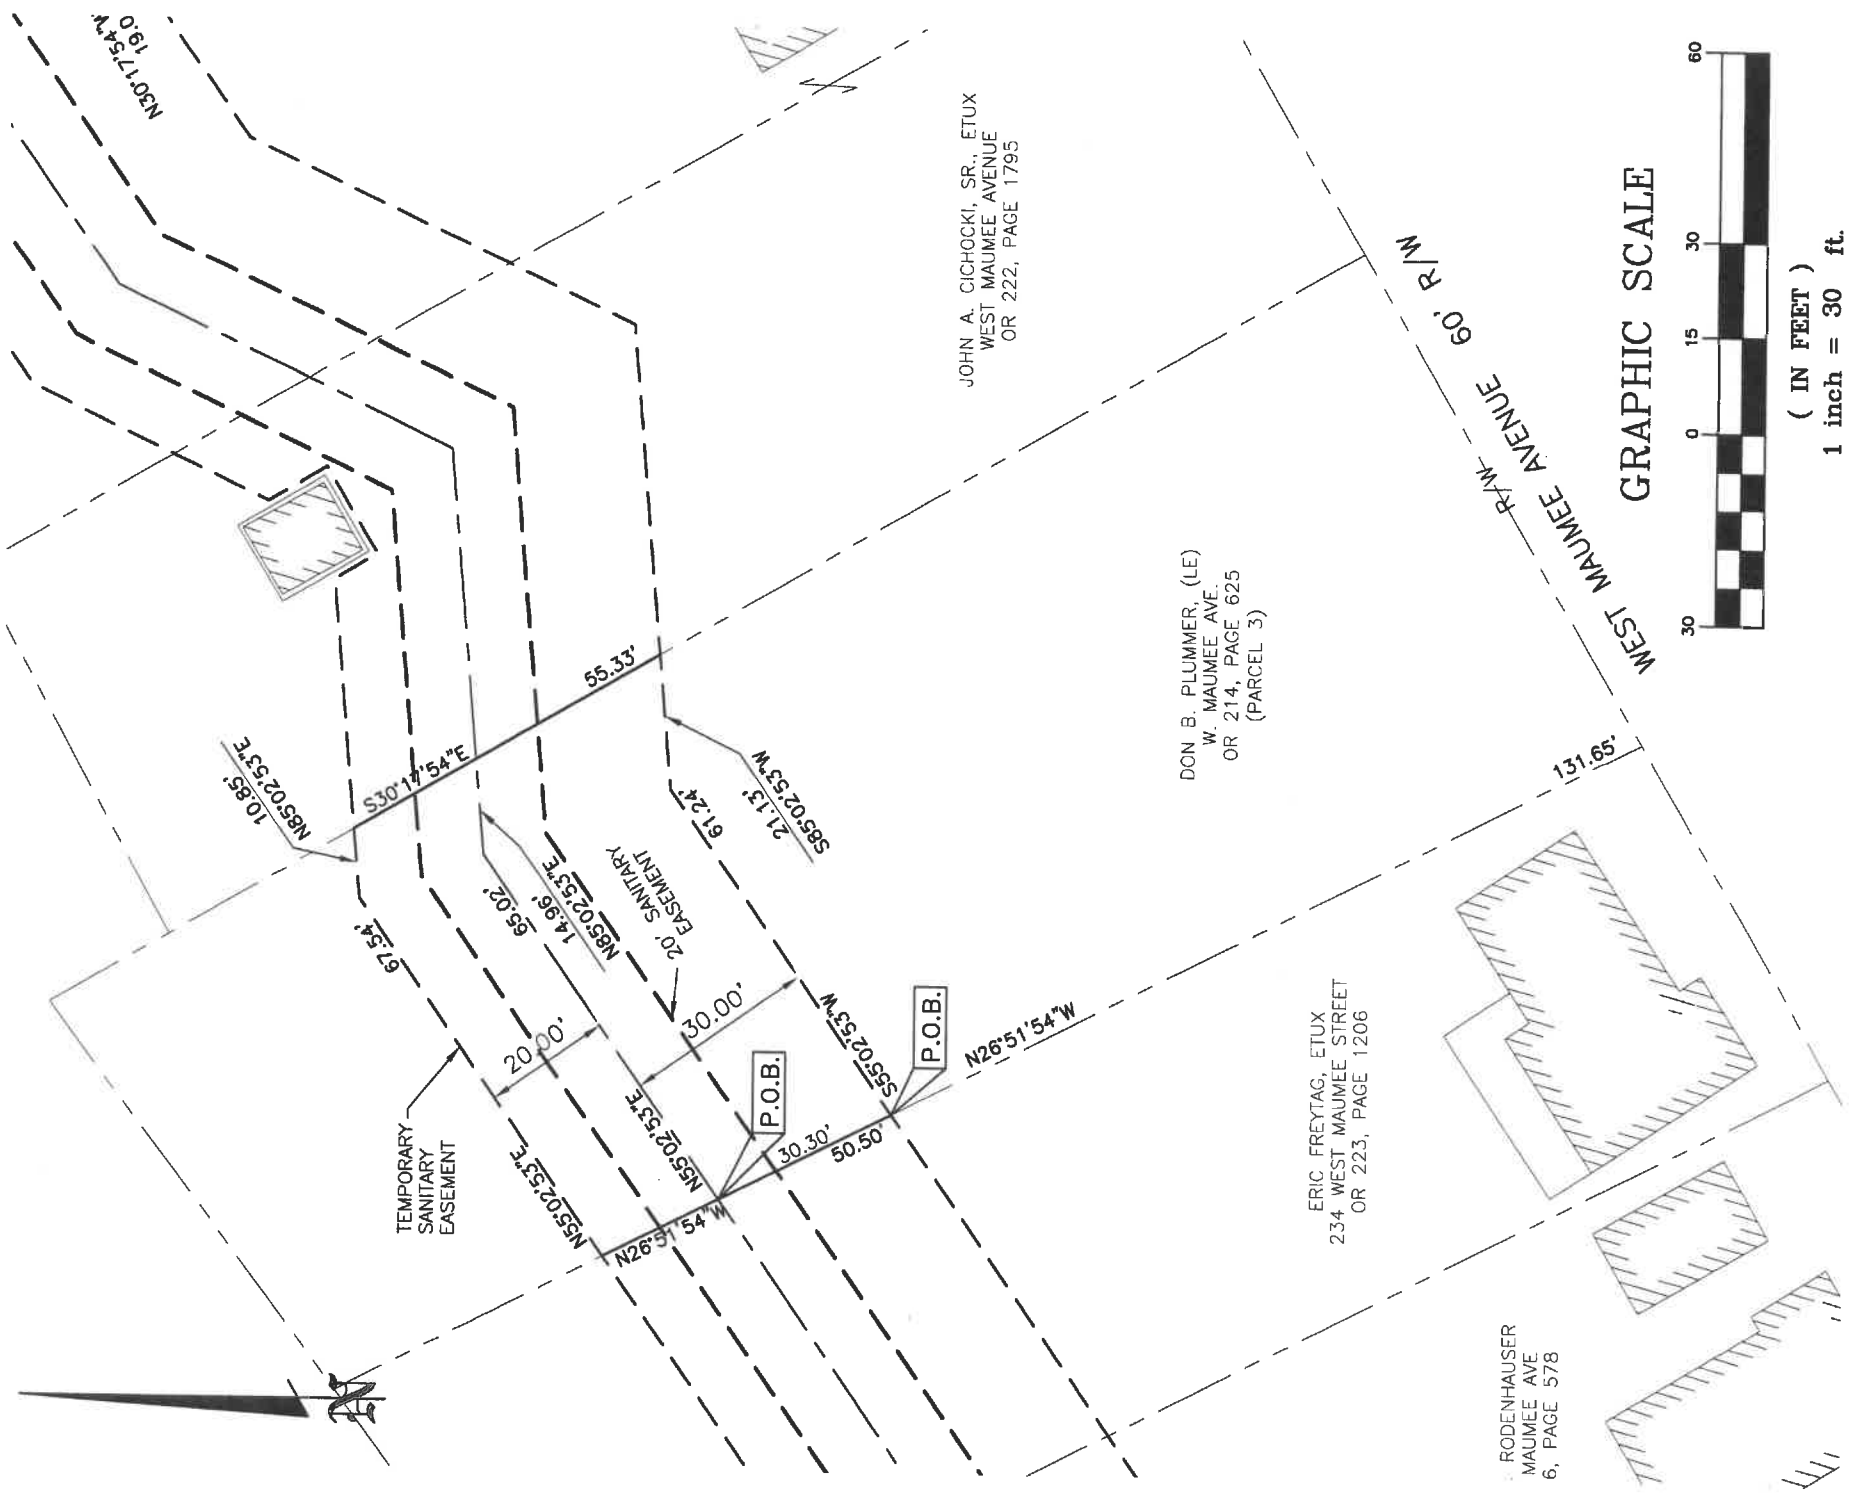 N30°17'54"W
19.0
JOHN A. CICHOCKI, SR., ETUX
WEST MAUMEE AVENUE
OR 222, PAGE 1795
WEST MAUMEE AVENUE 60' R/W
R/W
GRAPHIC SCALE
30 0 15 30 60
( IN FEET )
1 inch = 30 ft.
10.85'
N85°02'53"E
S30°17'54"E
55.33'
67.54'
65.02'
14.96'
N85°02'53"E
20' SANITARY
EASEMENT
61.24'
21.13'
S85°02'53"W
DON B. PLUMMER, (LE)
W. MAUMEE AVE.
OR 214, PAGE 625
(PARCEL 3)
131.65'
TEMPORARY
SANITARY
EASEMENT
20.00'
30.00'
N55°02'53"E
N55°02'53"E
S55°02'53"W
P.O.B.
P.O.B.
N26°51'54"W
N26°51'54"W
30.30'
50.50'
ERIC FREYTAG, ETUX
234 WEST MAUMEE STREET
OR 223, PAGE 1206
RODENHAUSER
MAUMEE AVE
6, PAGE 578